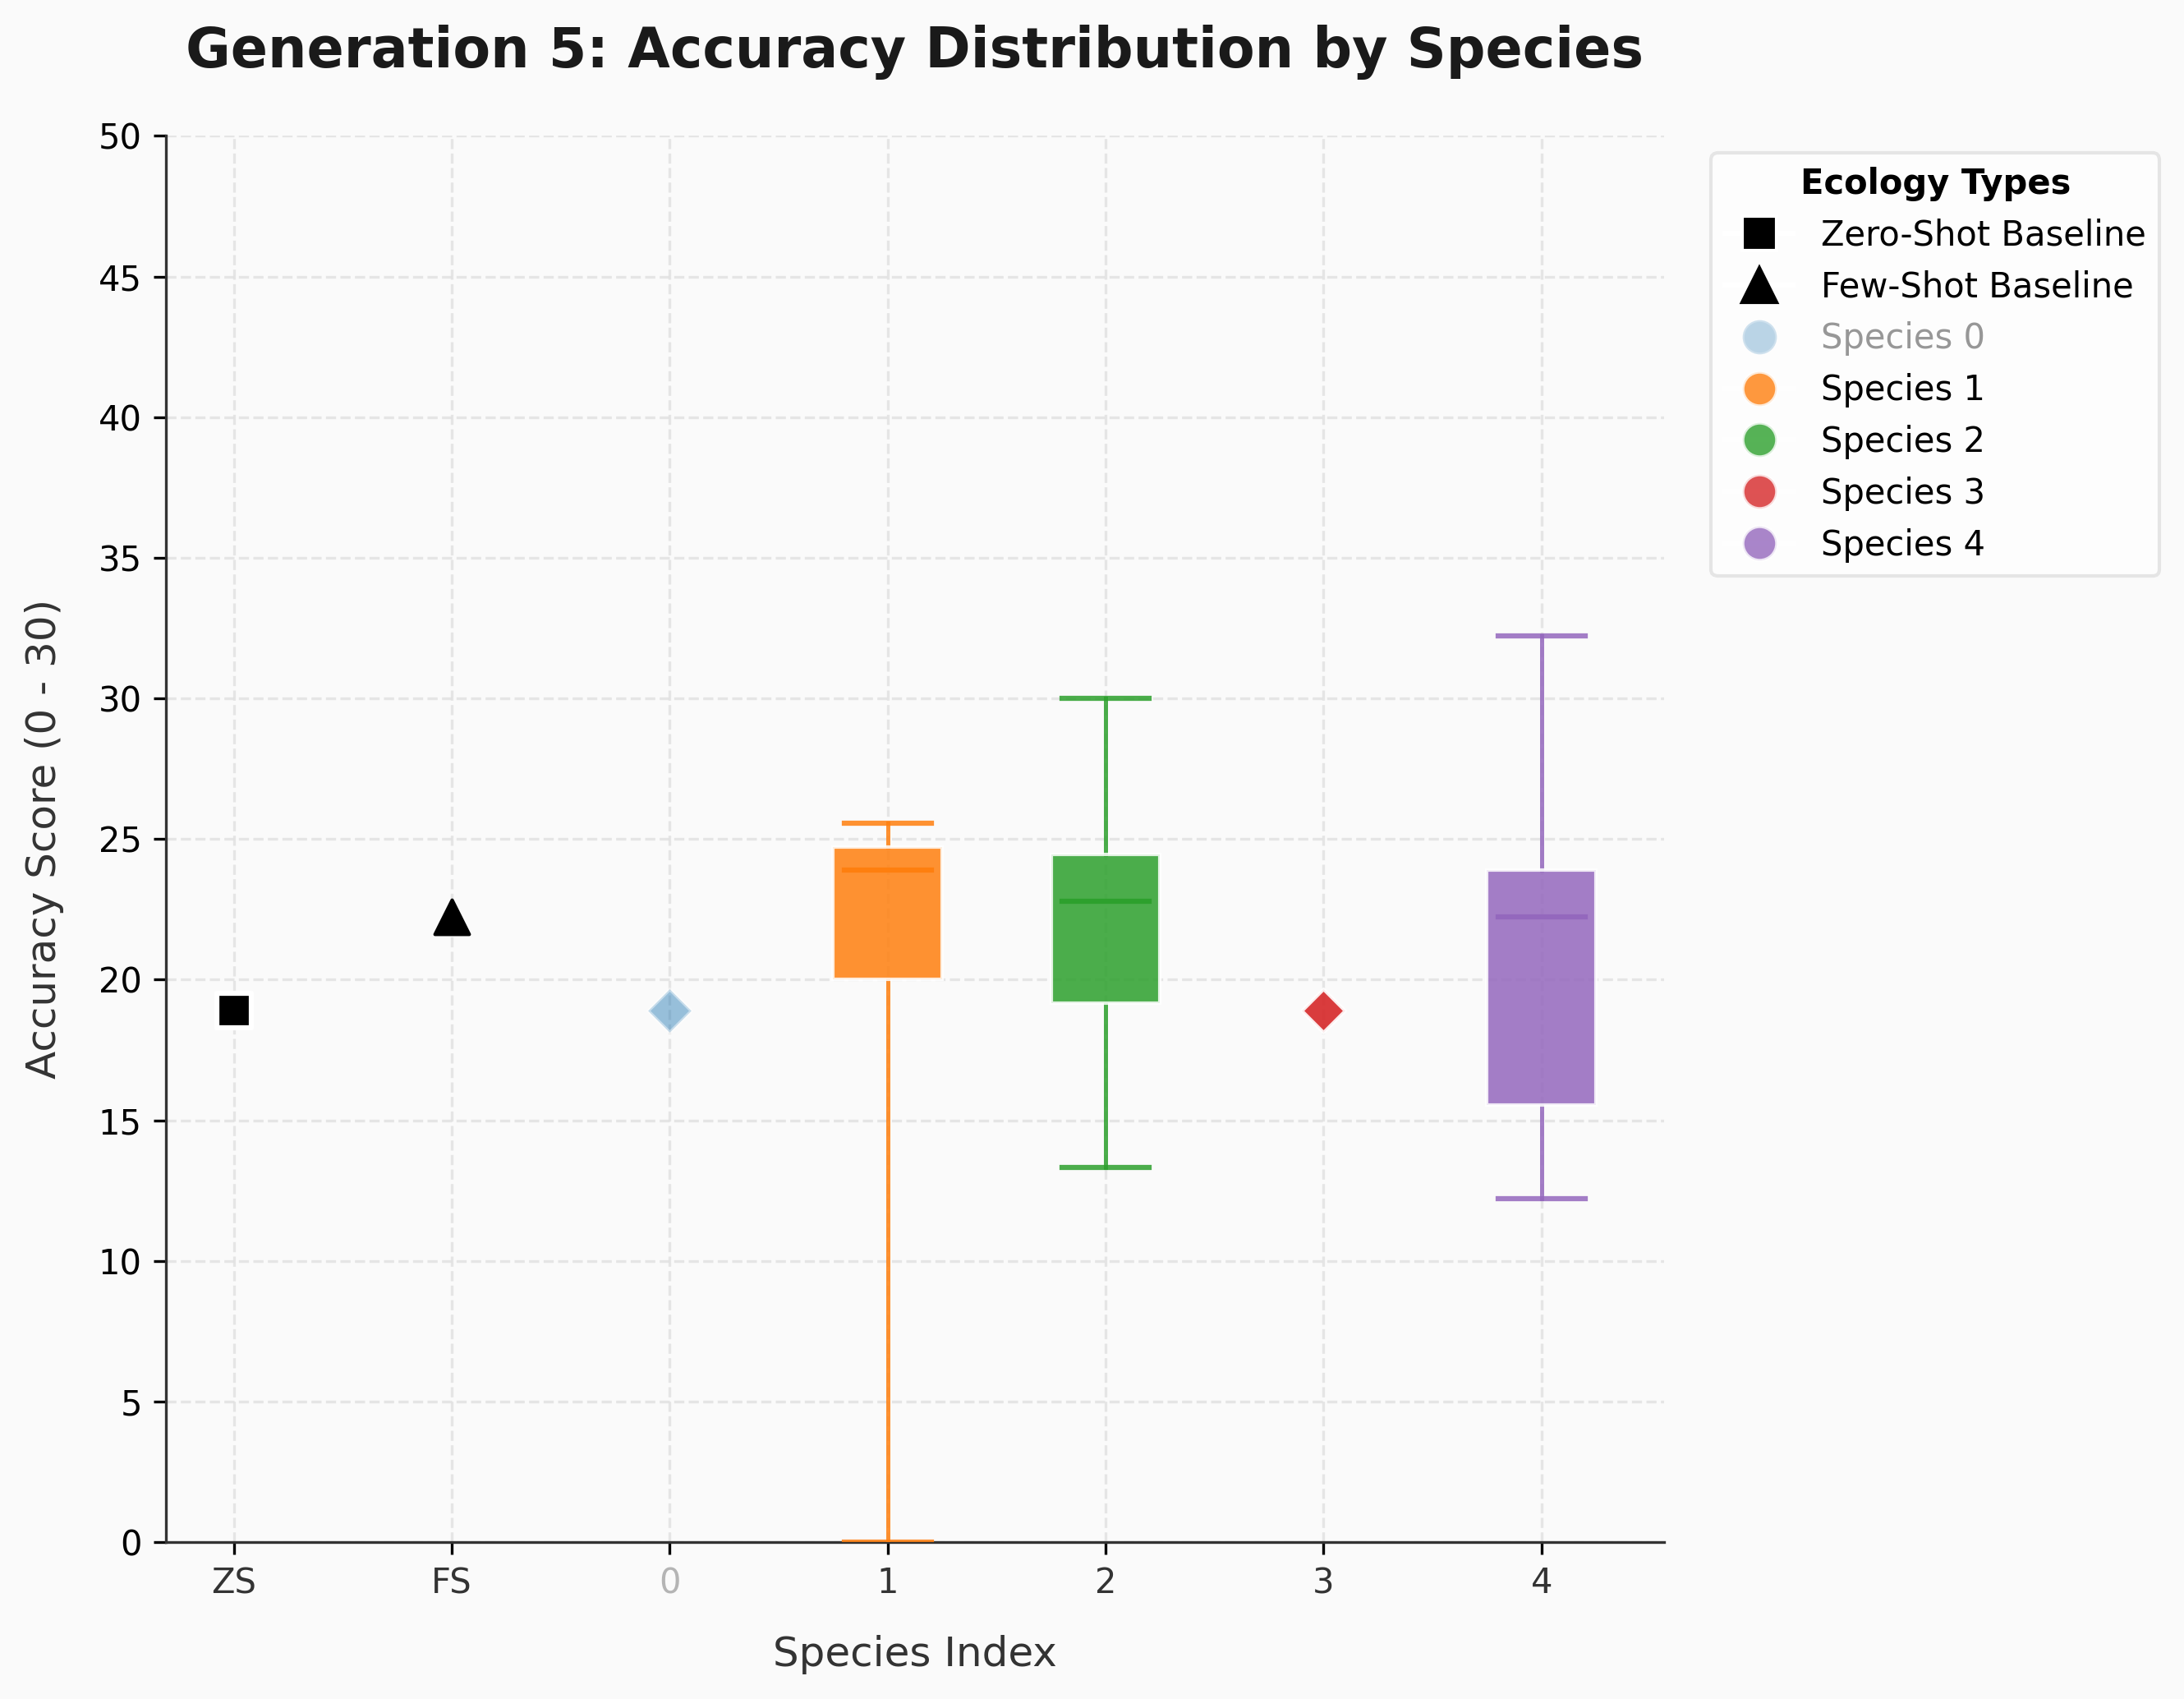 Generation 5: Accuracy Distribution by Species
50
45
40
35
30
25
20
15
10
5
0
Accuracy Score (0 - 30)
ZS FS 0 1 2 3 4
Species Index
Ecology Types
Zero-Shot Baseline
Few-Shot Baseline
Species 0
Species 1
Species 2
Species 3
Species 4